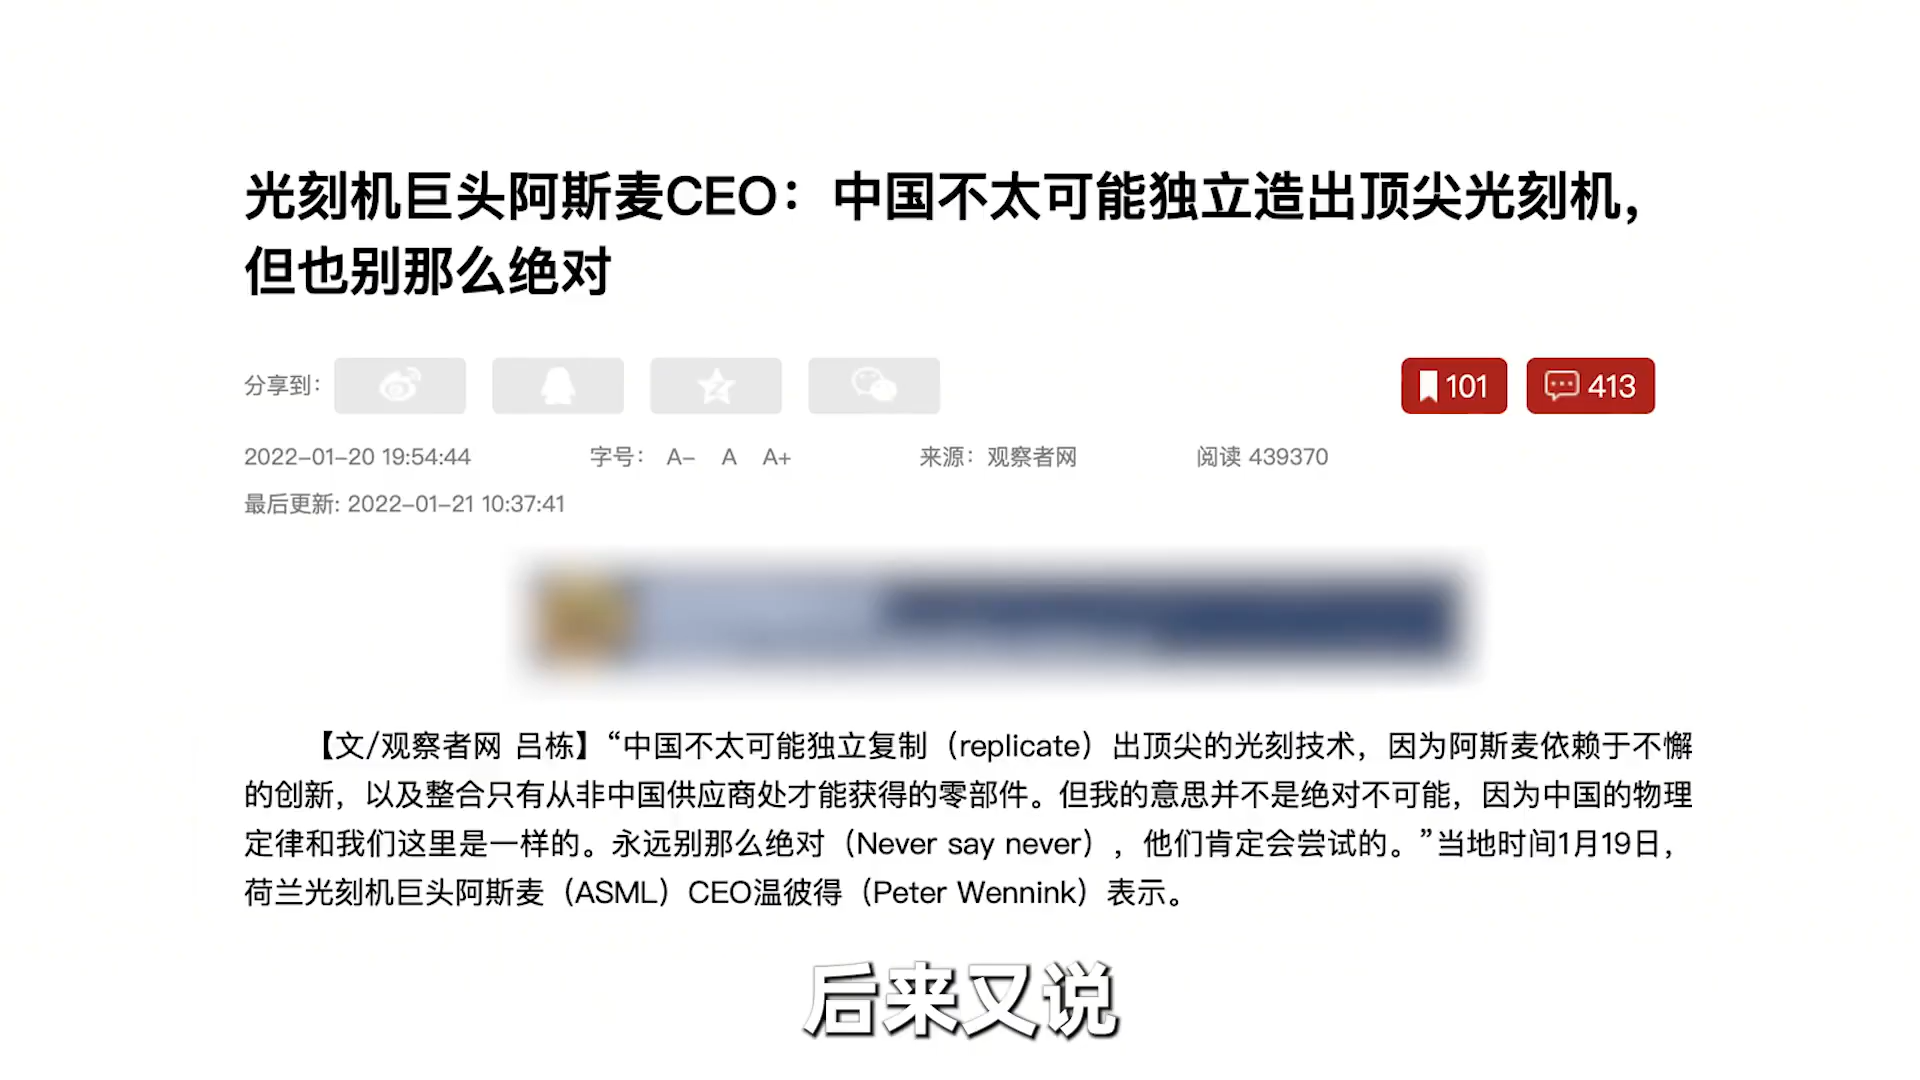 光刻机巨头阿斯麦CEO：中国不太可能独立造出顶尖光刻机，
但也别那么绝对
分享到：
101
413
2022-01-20 19:54:44 字号： A- A A+ 来源：观察者网 阅读 439370
最后更新: 2022-01-21 10:37:41
【文/观察者网 吕栋】“中国不太可能独立复制（replicate）出顶尖的光刻技术，因为阿斯麦依赖于不懈
的创新，以及整合只有从非中国供应商处才能获得的零部件。但我的意思并不是绝对不可能，因为中国的物理
定律和我们这里是一样的。永远别那么绝对（Never say never），他们肯定会尝试的。”当地时间1月19日，
荷兰光刻机巨头阿斯麦（ASML）CEO温彼得（Peter Wennink）表示。
后来又说